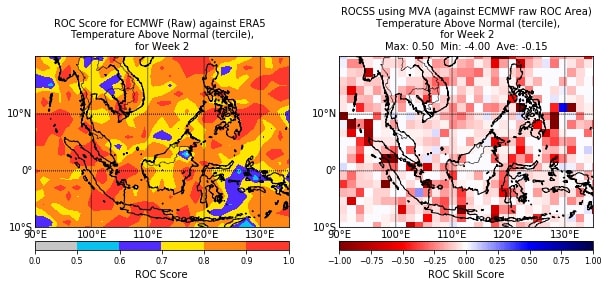 ROC Score for ECMWF (Raw) against ERA5
Temperature Above Normal (tercile),
for Week 2
10°N
0°
10°S
90°E 100°E 110°E 120°E 130°E
0.0 0.5 0.6 0.7 0.8 0.9 1.0
ROC Score
ROCSS using MVA (against ECMWF raw ROC Area)
Temperature Above Normal (tercile),
for Week 2
Max: 0.50 Min: -4.00 Ave: -0.15
10°N
0°
10°S
90°E 100°E 110°E 120°E 130°E
−1.00 −0.75 −0.50 −0.25 0.00 0.25 0.50 0.75 1.00
ROC Skill Score